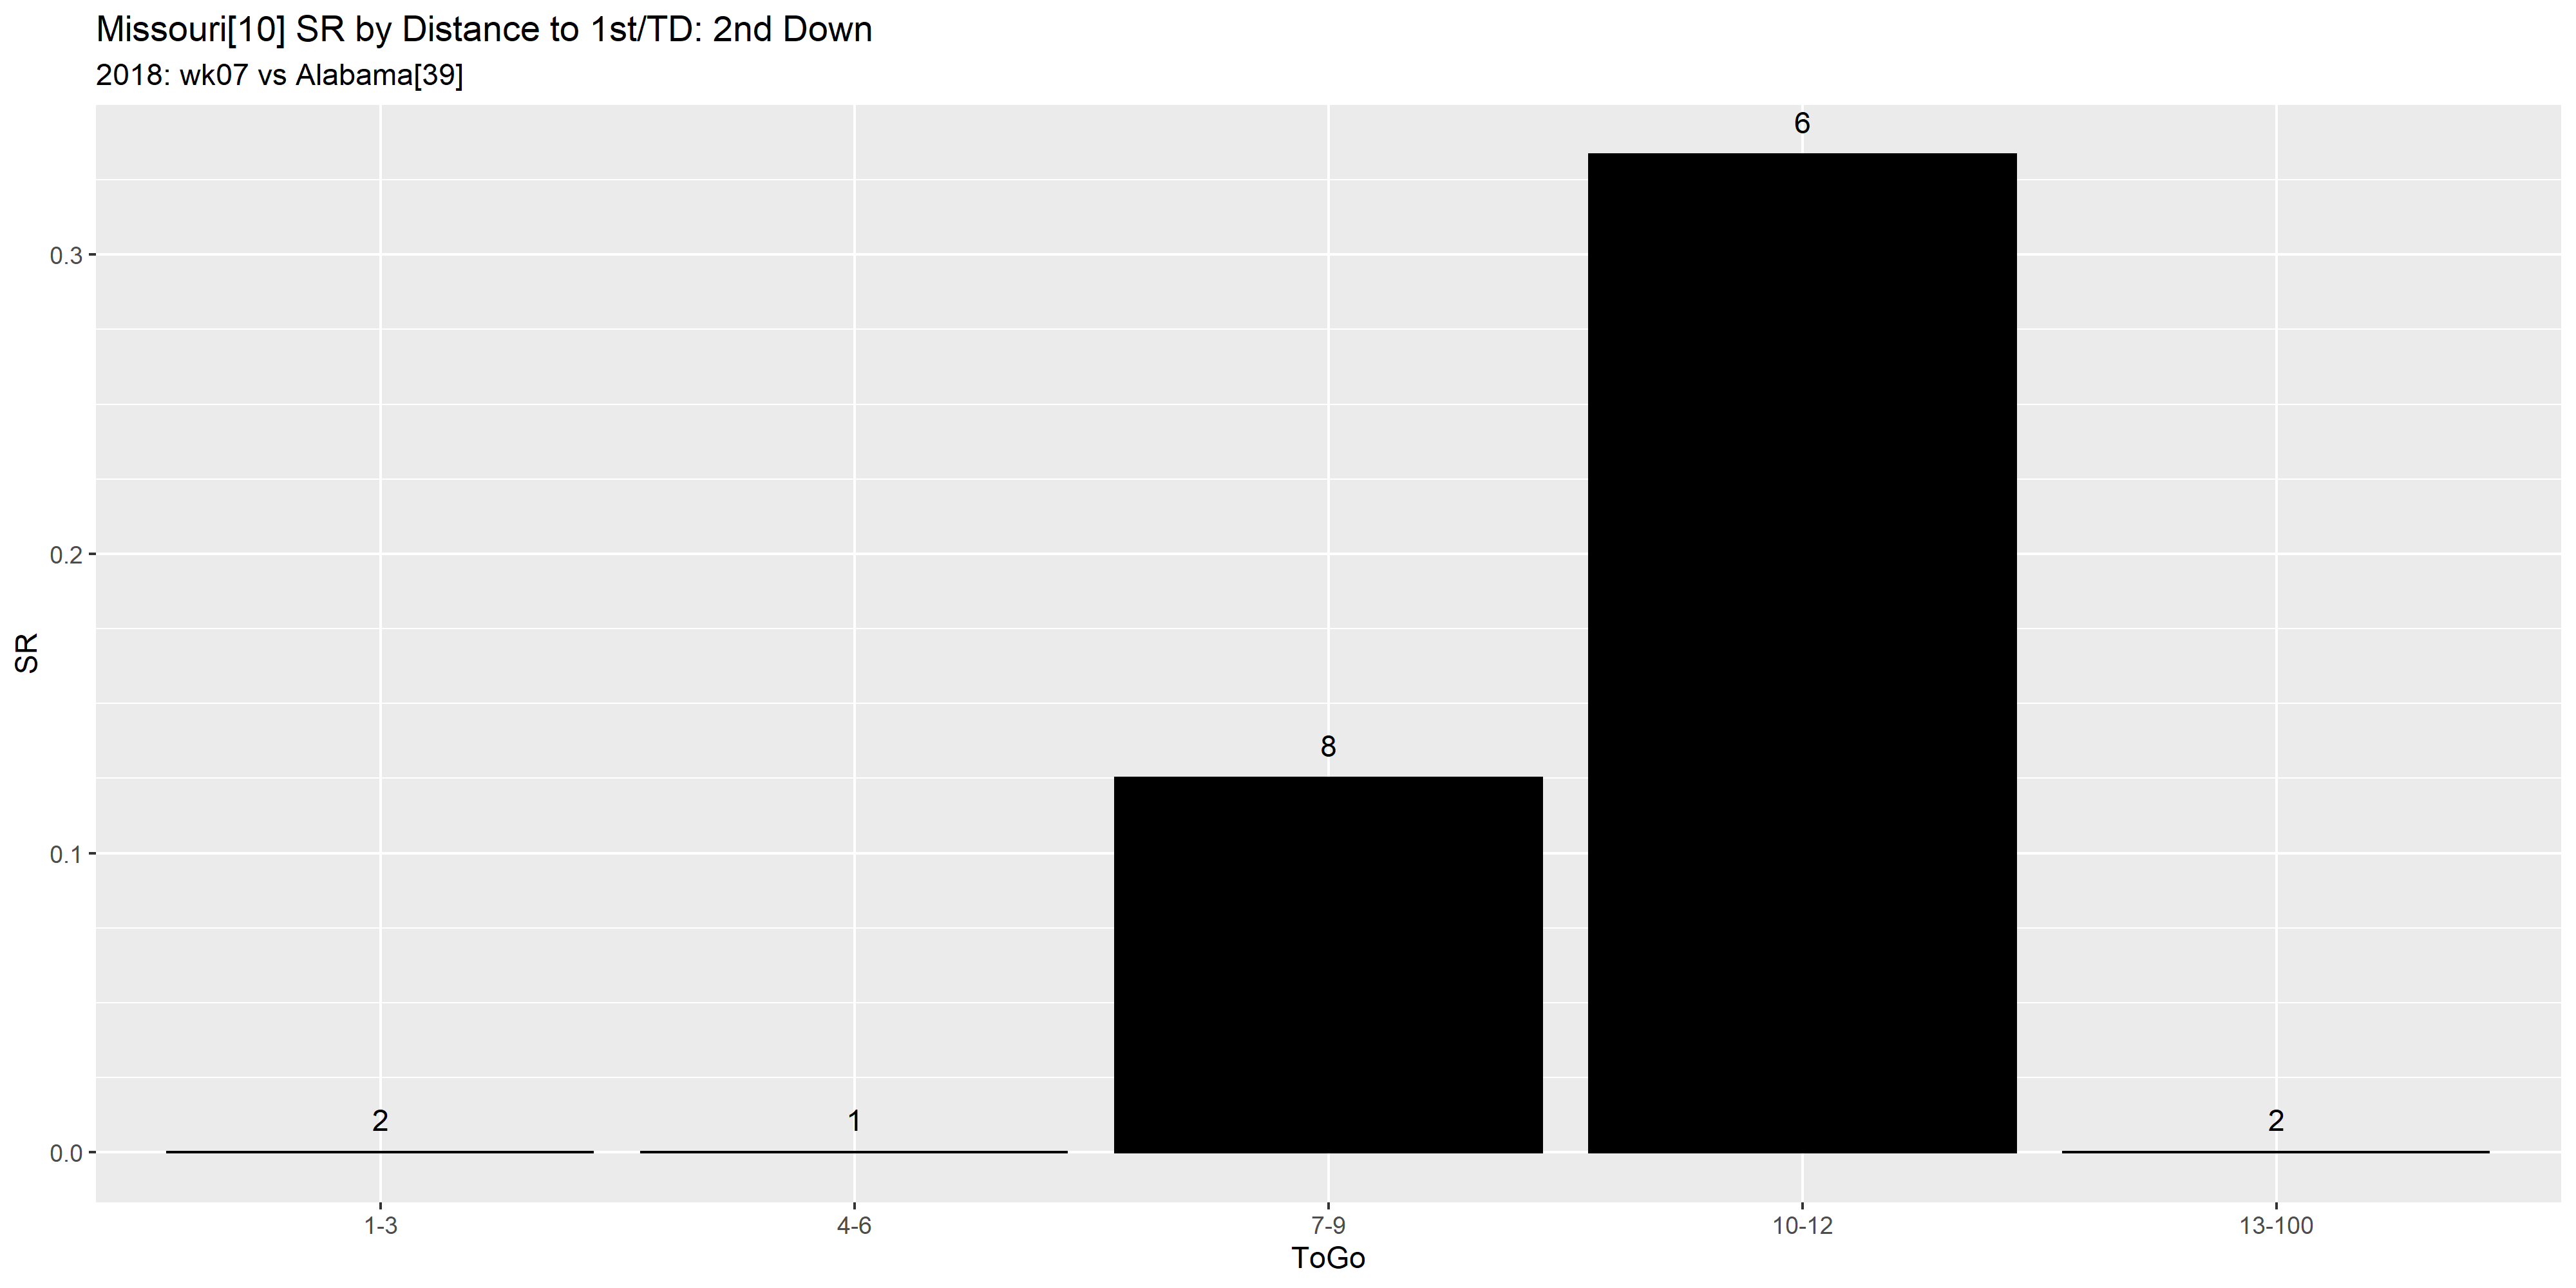 Missouri[10] SR by Distance to 1st/TD: 2nd Down
2018: wk07 vs Alabama[39]
6
0.3
0.2
SR
8
0.1
2 1 2
0.0
1-3 4-6 7-9 10-12 13-100
ToGo